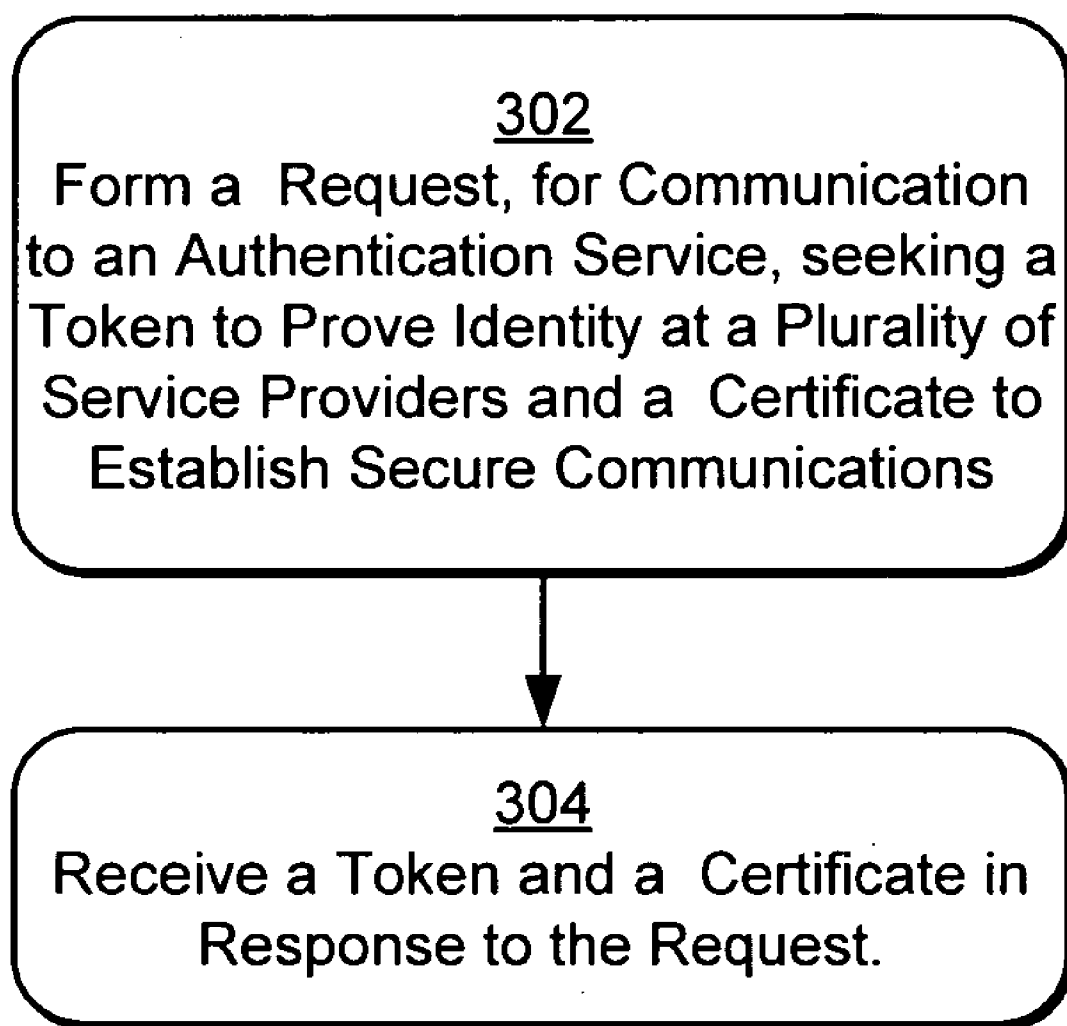 302
Form a Request, for Communication
to an Authentication Service, seeking a
Token to Prove Identity at a Plurality of
Service Providers and a Certificate to
Establish Secure Communications
304
Receive a Token and a Certificate in
Response to the Request.